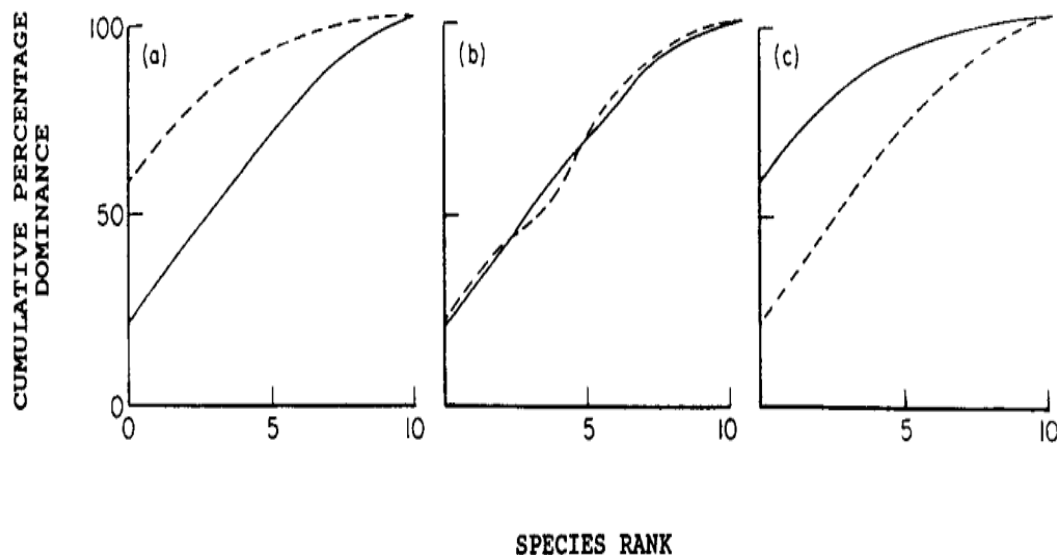 CUMULATIVE PERCENTAGE
DOMINANCE
100
50
0
(a)
(b)
(c)
0
5
10
5
10
5
10
SPECIES RANK